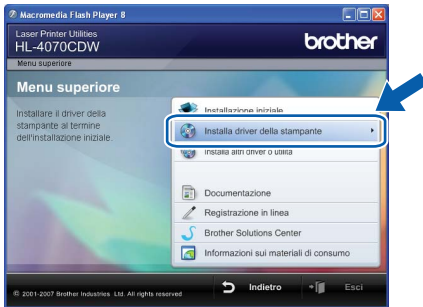 Macromedia Flash Player 8
Laser Printer Utilities
HL-4070CDW
brother
Menu superiore
Menu superiore
Installare il driver della
stampante al termine
dell'installazione iniziale.
Installazione iniziale
Installa driver della stampante
Installa altri driver o utilità
Documentazione
Registrazione in linea
Brother Solutions Center
Informazioni sui materiali di consumo
© 2001-2007 Brother Industries Ltd. All rights reserved
Indietro
Esci